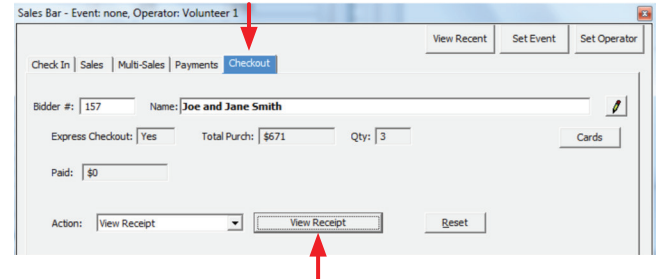 Sales Bar - Event: none, Operator: Volunteer 1
View Recent Set Event Set Operator
Check In Sales Multi-Sales Payments Checkout
Bidder #: 157 Name: Joe and Jane Smith
Express Checkout: Yes Total Purch: $671 Qty: 3 Cards
Paid: $0
Action: View Receipt View Receipt Reset